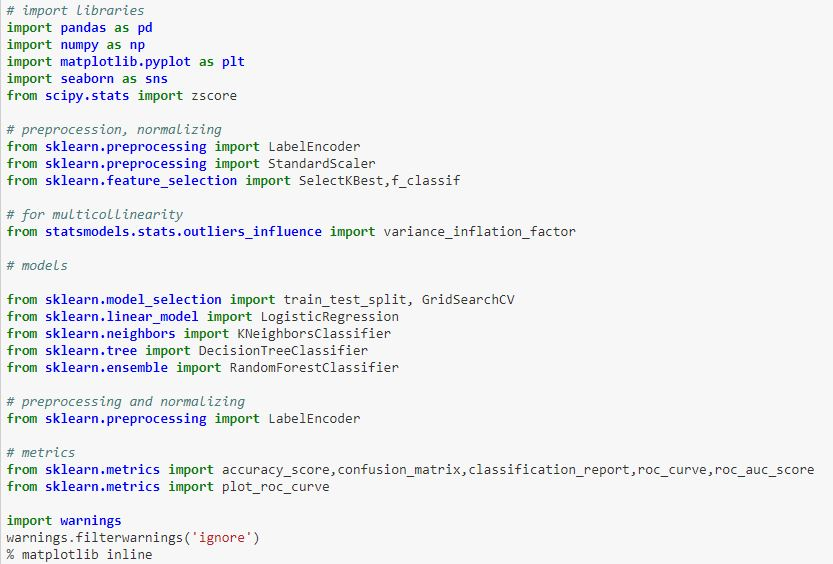 # import libraries
import pandas as pd
import numpy as np
import matplotlib.pyplot as plt
import seaborn as sns
from scipy.stats import zscore
# preprocession, normalizing
from sklearn.preprocessing import LabelEncoder
from sklearn.preprocessing import StandardScaler
from sklearn.feature_selection import SelectKBest,f_classif
# for multicollinearity
from statsmodels.stats.outliers_influence import variance_inflation_factor
# models
from sklearn.model_selection import train_test_split, GridSearchCV
from sklearn.linear_model import LogisticRegression
from sklearn.neighbors import KNeighborsClassifier
from sklearn.tree import DecisionTreeClassifier
from sklearn.ensemble import RandomForestClassifier
# preprocessing and normalizing
from sklearn.preprocessing import LabelEncoder
# metrics
from sklearn.metrics import accuracy_score,confusion_matrix,classification_report,roc_curve,roc_auc_score
from sklearn.metrics import plot_roc_curve
import warnings
warnings.filterwarnings('ignore')
% matplotlib inline